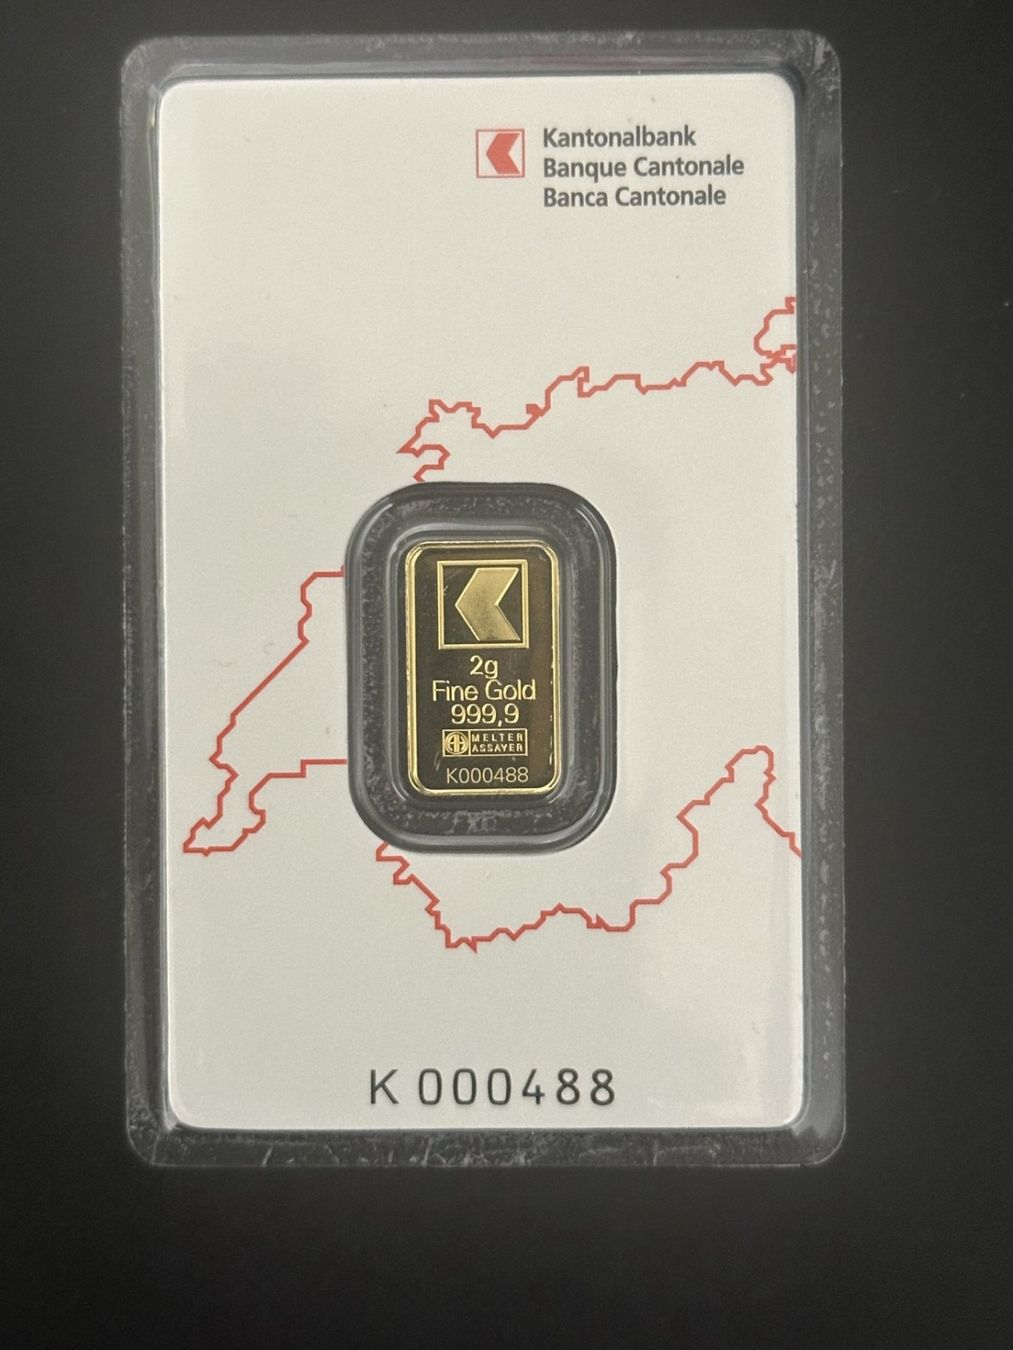 Kantonalbank
Banque Cantonale
Banca Cantonale
2g
Fine Gold
999,9
MELTER
ASSAYER
K000488
K 000488